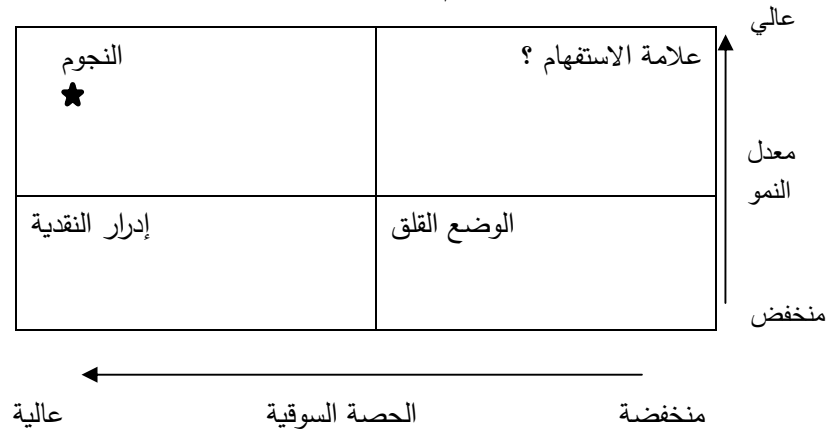 عالي
علامة الاستفهام ؟
النجوم
معدل
النمو
الوضع القلق
إدرار النقدية
منخفض
منخفضة
الحصة السوقية
عالية